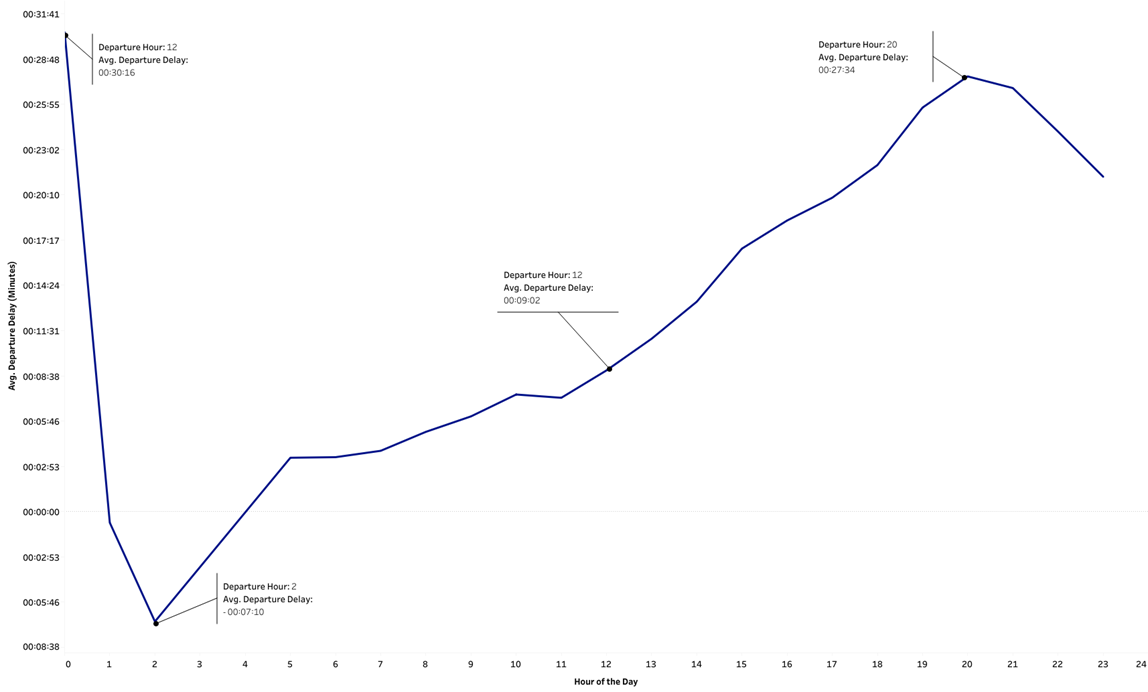 00:31:41
00:28:48
00:25:55
00:23:02
00:20:10
00:17:17
00:14:24
00:11:31
00:08:38
00:05:46
00:02:53
00:00:00
00:02:53
00:05:46
00:08:38
Avg. Departure Delay (Minutes)
Departure Hour: 12
Avg. Departure Delay:
00:30:16
Departure Hour: 20
Avg. Departure Delay:
00:27:34
Departure Hour: 12
Avg. Departure Delay:
00:09:02
Departure Hour: 2
Avg. Departure Delay:
- 00:07:10
0 1 2 3 4 5 6 7 8 9 10 11 12 13 14 15 16 17 18 19 20 21 22 23 24
Hour of the Day